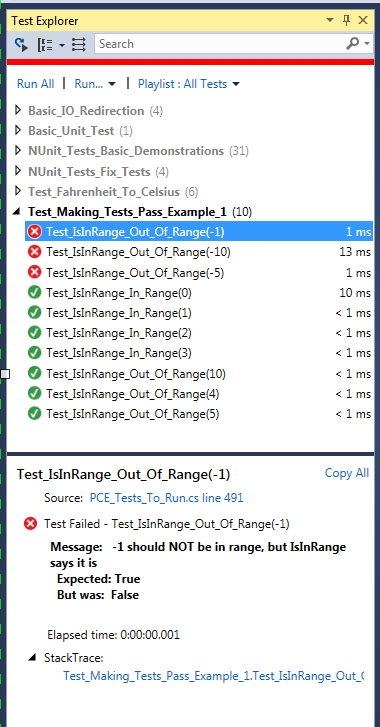 Test Explorer
Search
Run All | Run... Playlist : All Tests
Basic_IO_Redirection (4)
Basic_Unit_Test (1)
NUnit_Tests_Basic_Demonstrations (31)
NUnit_Tests_Fix_Tests (4)
Test_Fahrenheit_To_Celsius (6)
Test_Making_Tests_Pass_Example_1 (10)
Test_IsInRange_Out_Of_Range(-1) 1 ms
Test_IsInRange_Out_Of_Range(-10) 13 ms
Test_IsInRange_Out_Of_Range(-5) 1 ms
Test_IsInRange_In_Range(0) 10 ms
Test_IsInRange_In_Range(1) < 1 ms
Test_IsInRange_In_Range(2) < 1 ms
Test_IsInRange_In_Range(3) < 1 ms
Test_IsInRange_Out_Of_Range(10) < 1 ms
Test_IsInRange_Out_Of_Range(4) < 1 ms
Test_IsInRange_Out_Of_Range(5) < 1 ms
Test_IsInRange_Out_Of_Range(-1) Copy All
Source: PCE_Tests_To_Run.cs line 491
Test Failed - Test_IsInRange_Out_Of_Range(-1)
Message: -1 should NOT be in range, but IsInRange
says it is
Expected: True
But was: False
Elapsed time: 0:00:00.001
StackTrace:
Test_Making_Tests_Pass_Example_1.Test_IsInRange_Out_O